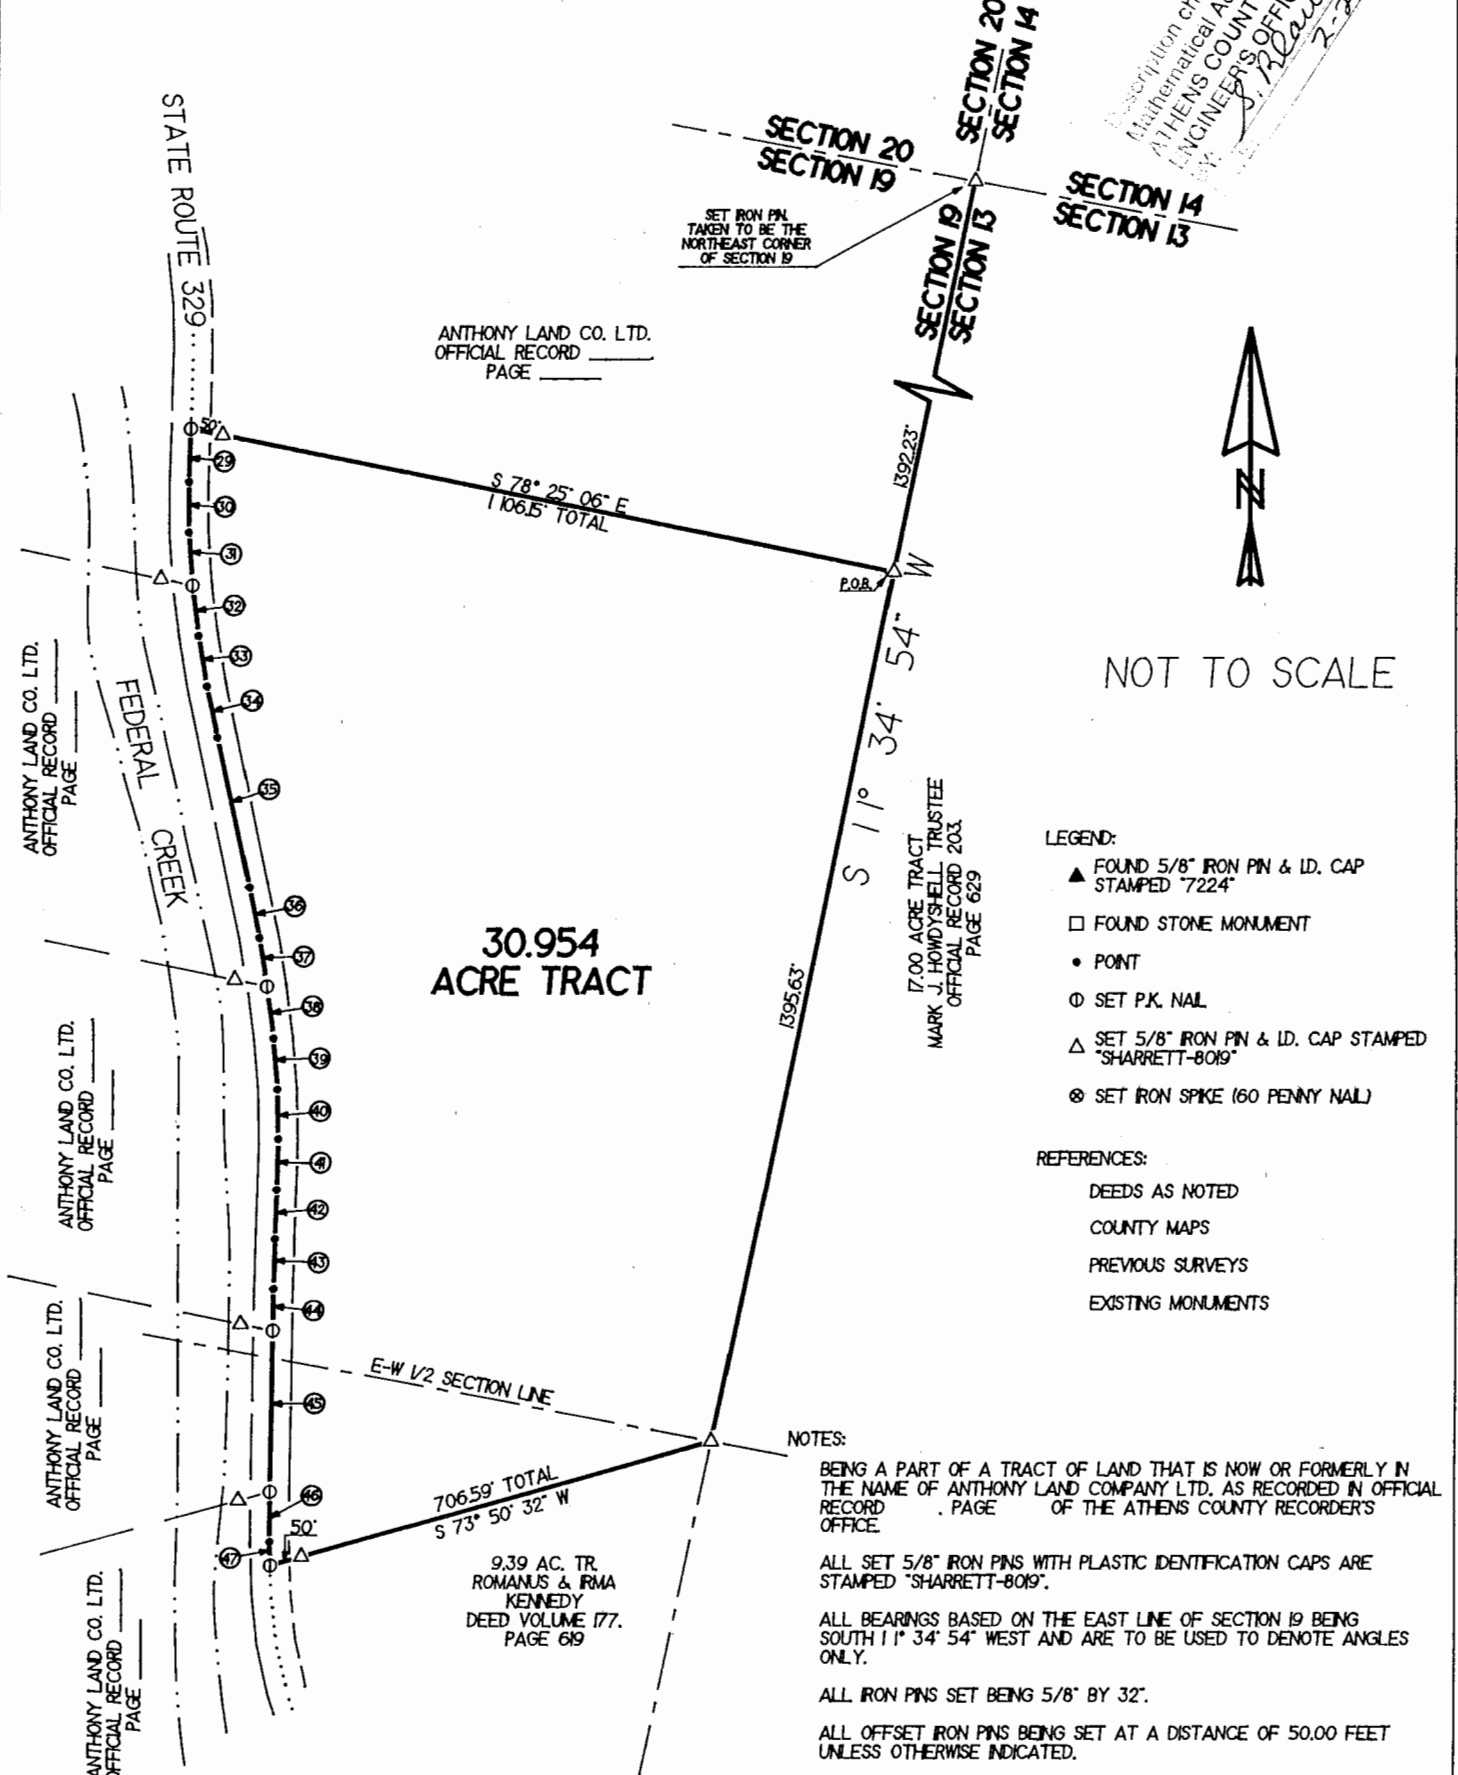 SECTION 20
SECTION 14
ATHENS COUNT
ENGINEER'S OFFI
STATE ROUTE 329
SECTION 20
SECTION 19
SECTION 14
SECTION 13
SET IRON PIN.
TAKEN TO BE THE
NORTHEAST CORNER
OF SECTION 19
SECTION 19
SECTION 13
ANTHONY LAND CO. LTD.
OFFICIAL RECORD
PAGE
50'
29
30
31
32
33
34
35
36
37
38
39
40
41
42
43
44
45
46
47
S 78° 25' 06" E
1106.15' TOTAL
1392.23'
P.O.B.
S 11° 34' 54" W
N
NOT TO SCALE
ANTHONY LAND CO. LTD.
OFFICIAL RECORD
PAGE
FEDERAL
CREEK
30.954
ACRE TRACT
1395.63'
17.00 ACRE TRACT
MARK J. HOWDYSHELL TRUSTEE
OFFICIAL RECORD 203.
PAGE 629
LEGEND:
FOUND 5/8" IRON PIN & I.D. CAP
STAMPED "7224"
FOUND STONE MONUMENT
POINT
SET P.K. NAIL
SET 5/8" IRON PIN & I.D. CAP STAMPED
"SHARRETT-8019"
SET IRON SPIKE (60 PENNY NAIL)
REFERENCES:
DEEDS AS NOTED
COUNTY MAPS
PREVIOUS SURVEYS
EXISTING MONUMENTS
ANTHONY LAND CO. LTD.
OFFICIAL RECORD
PAGE
ANTHONY LAND CO. LTD.
OFFICIAL RECORD
PAGE
E-W 1/2 SECTION LINE
706.59' TOTAL
S 73° 50' 32" W
50'
9.39 AC. TR.
ROMANUS & IRMA
KENNEDY
DEED VOLUME 177.
PAGE 619
ANTHONY LAND CO. LTD.
OFFICIAL RECORD
PAGE
NOTES:
BEING A PART OF A TRACT OF LAND THAT IS NOW OR FORMERLY IN
THE NAME OF ANTHONY LAND COMPANY LTD. AS RECORDED IN OFFICIAL
RECORD . PAGE OF THE ATHENS COUNTY RECORDER'S
OFFICE.
ALL SET 5/8" IRON PINS WITH PLASTIC IDENTIFICATION CAPS ARE
STAMPED "SHARRETT-8019".
ALL BEARINGS BASED ON THE EAST LINE OF SECTION 19 BEING
SOUTH 11° 34' 54" WEST AND ARE TO BE USED TO DENOTE ANGLES
ONLY.
ALL IRON PINS SET BEING 5/8" BY 32".
ALL OFFSET IRON PINS BEING SET AT A DISTANCE OF 50.00 FEET
UNLESS OTHERWISE INDICATED.